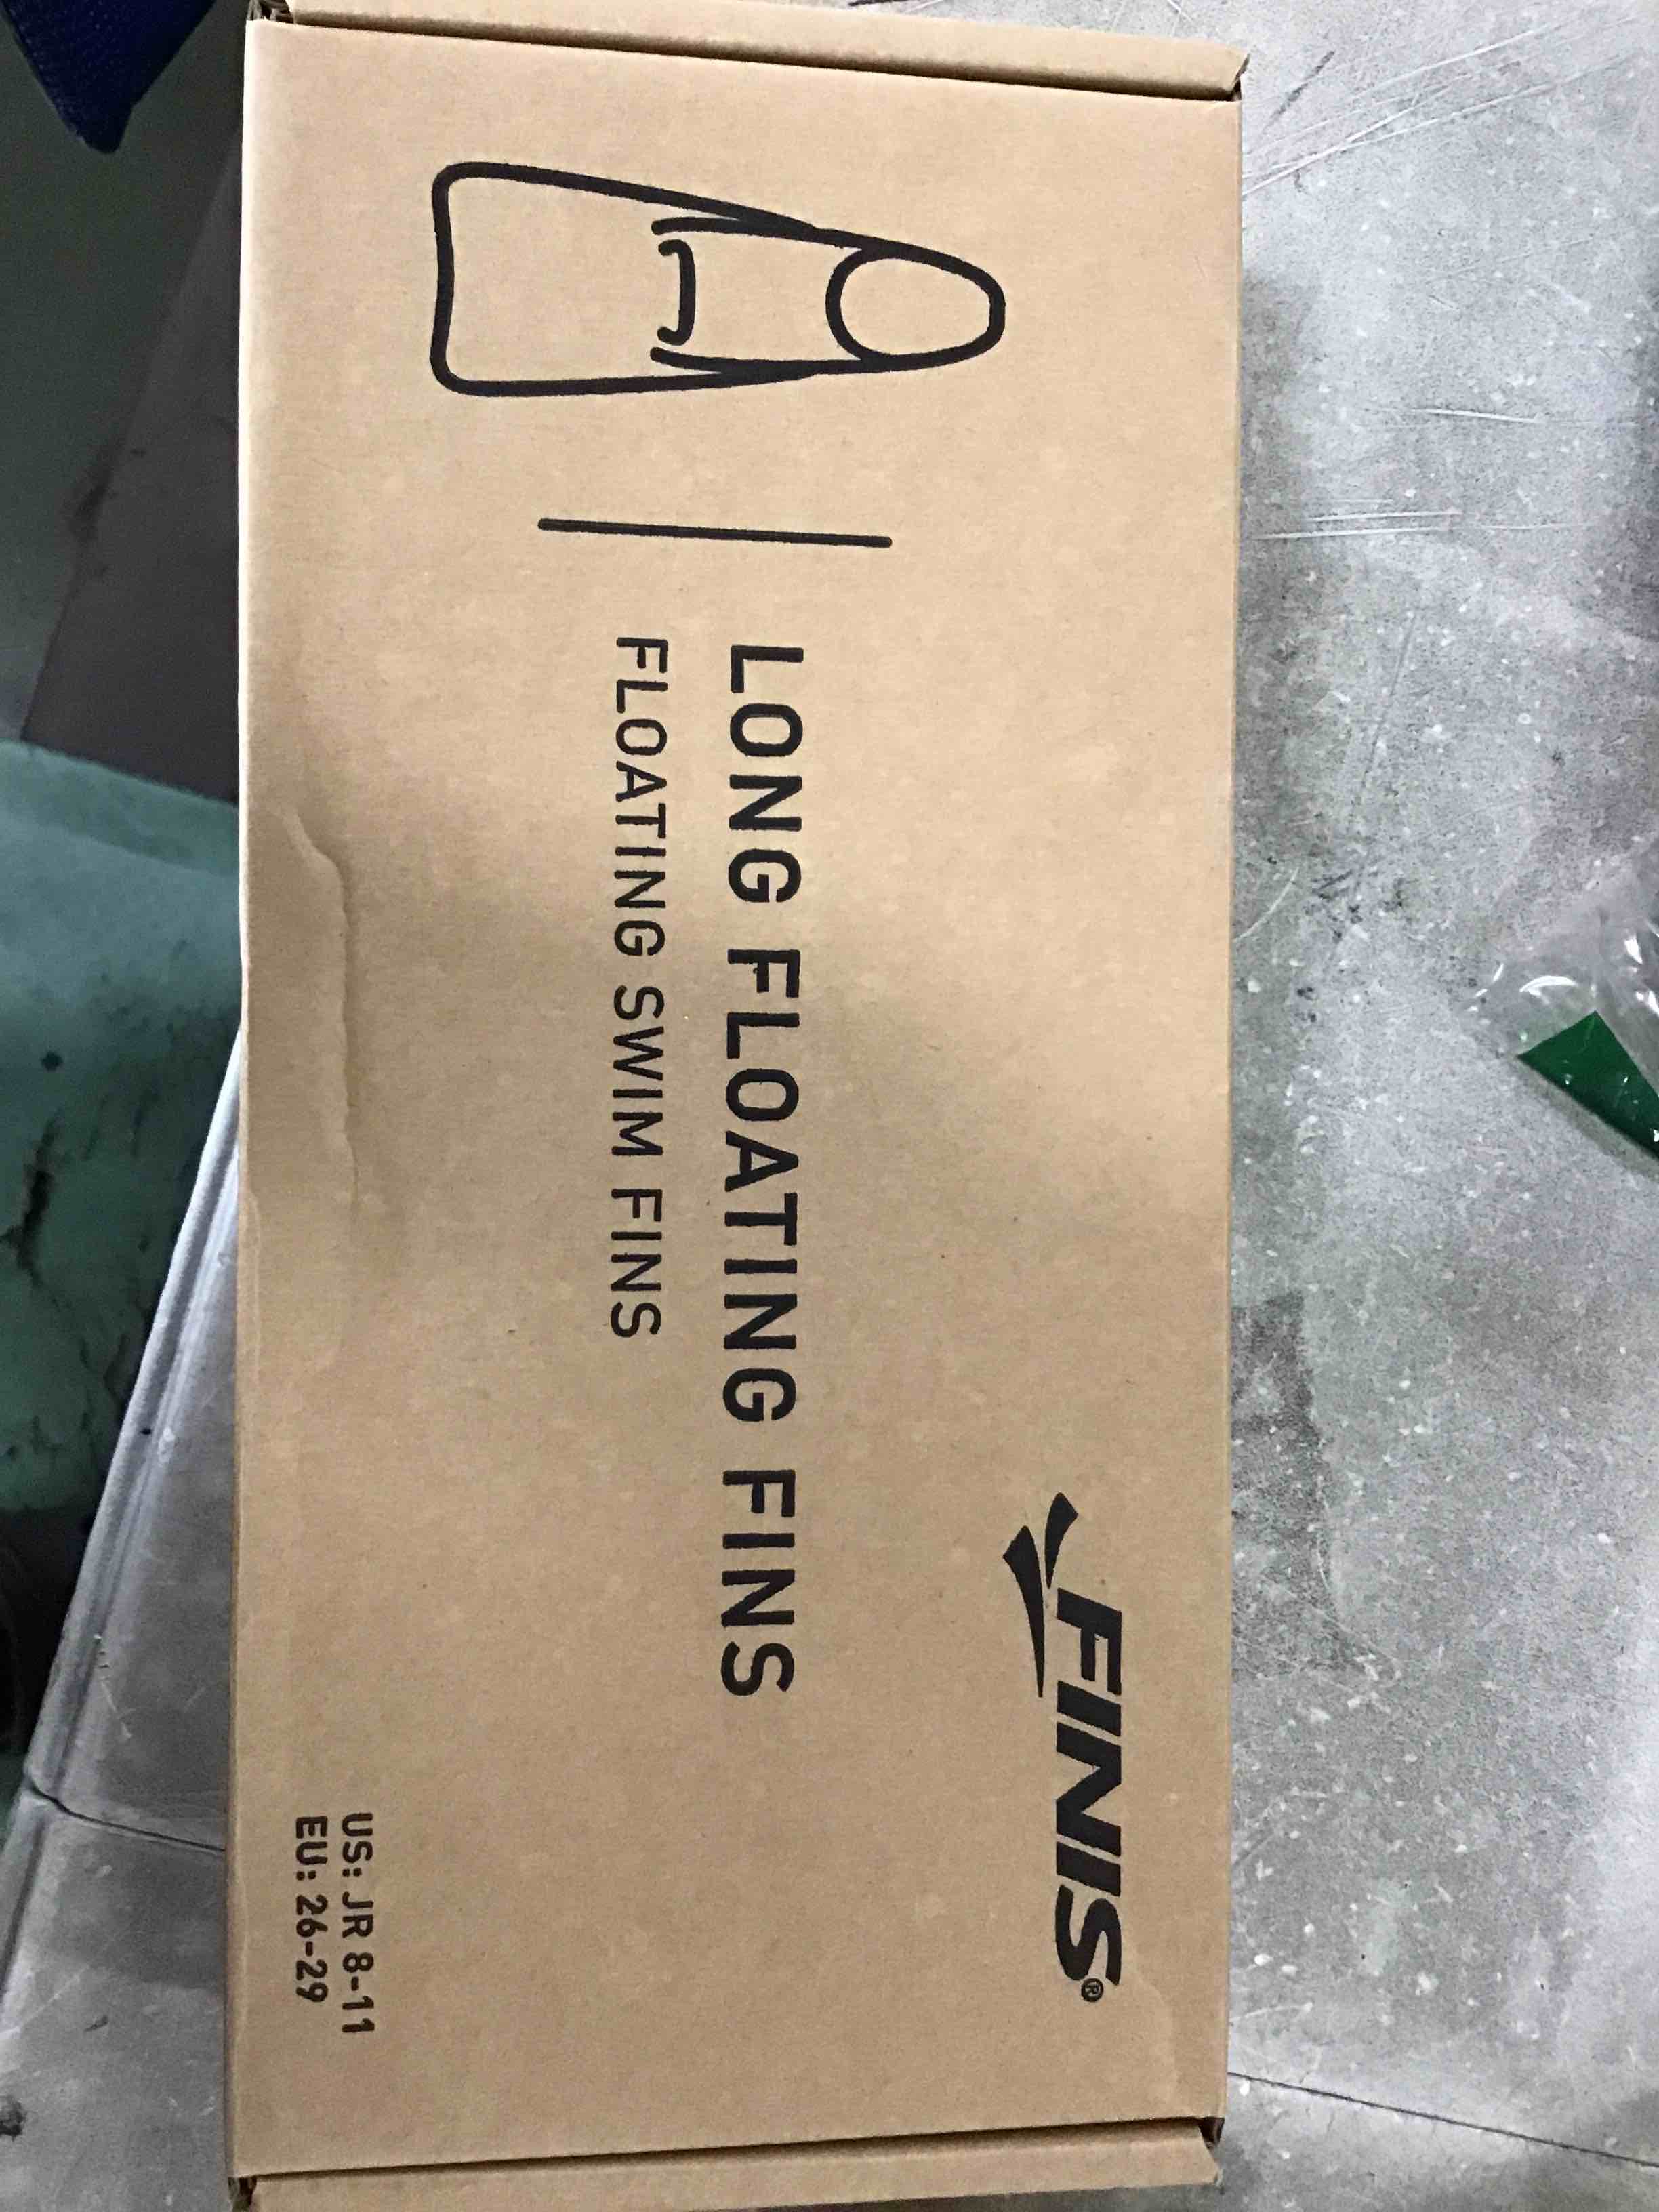 FINIS®
LONG FLOATING FINS
FLOATING SWIM FINS
US: JR 8-11
EU: 26-29